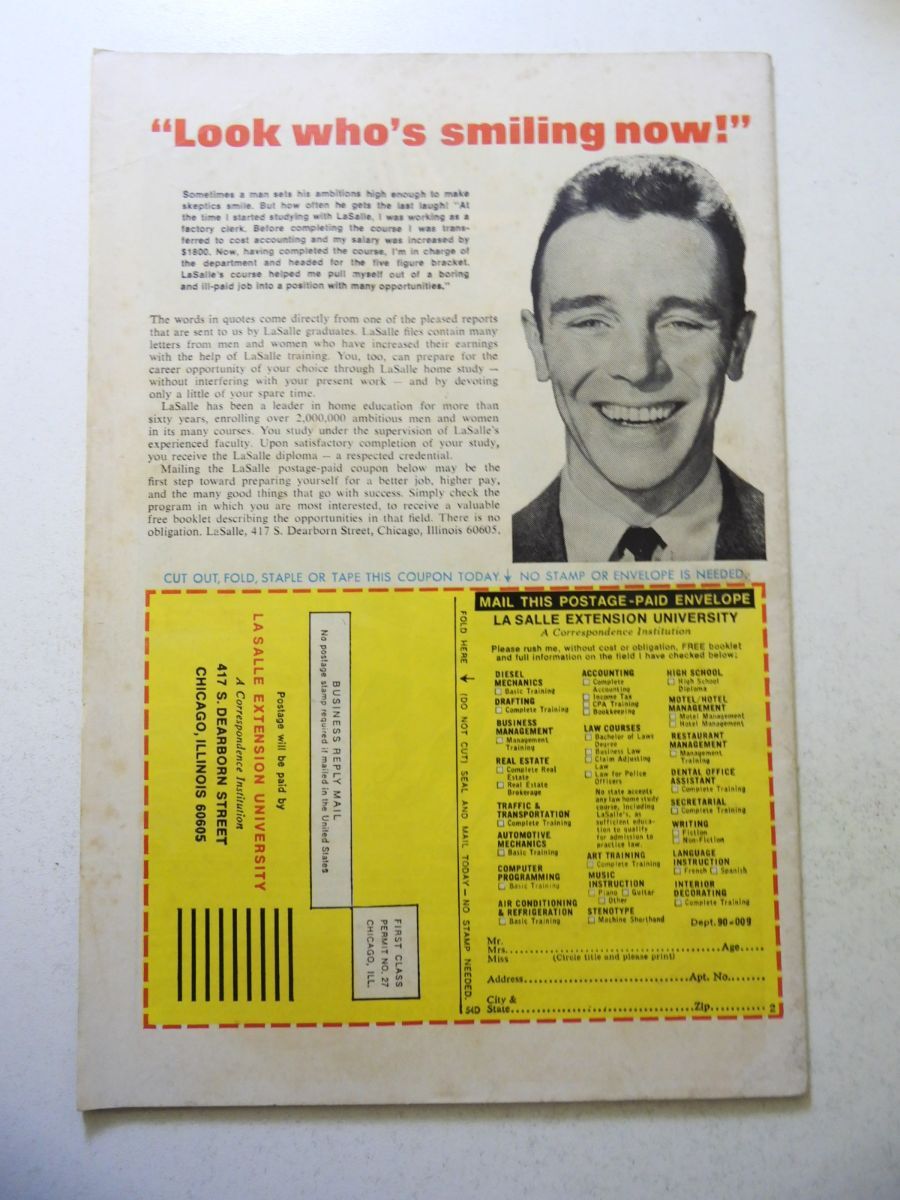 “Look who's smiling now!”
Sometimes a man sets his ambitions high enough to make
skeptics smile. But how often he gets the last laugh! "At
the time I started studying with LaSalle, I was working as a
factory clerk. Before completing the course I was trans-
ferred to cost accounting and my salary was increased by
$1800. Now, having completed the course, I'm in charge of
the department and headed for the five figure bracket.
LaSalle's course helped me pull myself out of a boring
and ill-paid job into a position with many opportunities."
The words in quotes come directly from one of the pleased reports
that are sent to us by LaSalle graduates. LaSalle files contain many
letters from men and women who have increased their earnings
with the help of LaSalle training. You, too, can prepare for the
career opportunity of your choice through LaSalle home study —
without interfering with your present work — and by devoting
only a little of your spare time.
LaSalle has been a leader in home education for more than
sixty years, enrolling over 2,000,000 ambitious men and women
in its many courses. You study under the supervision of LaSalle's
experienced faculty. Upon satisfactory completion of your study,
you receive the LaSalle diploma — a respected credential.
Mailing the LaSalle postage-paid coupon below may be the
first step toward preparing yourself for a better job, higher pay,
and the many good things that go with success. Simply check the
program in which you are most interested, to receive a valuable
free booklet describing the opportunities in that field. There is no
obligation. LaSalle, 417 S. Dearborn Street, Chicago, Illinois 60605.
CUT OUT, FOLD, STAPLE OR TAPE THIS COUPON TODAY. ↓ NO STAMP OR ENVELOPE IS NEEDED.
BUSINESS REPLY MAIL
No postage stamp required if mailed in the United States
FIRST CLASS
PERMIT NO. 27
CHICAGO, ILL.
Postage will be paid by
LA SALLE EXTENSION UNIVERSITY
A Correspondence Institution
417 S. DEARBORN STREET
CHICAGO, ILLINOIS 60605
FOLD HERE ← (DO NOT CUT) SEAL AND MAIL TODAY — NO STAMP NEEDED.
54D
MAIL THIS POSTAGE-PAID ENVELOPE
LA SALLE EXTENSION UNIVERSITY
A Correspondence Institution
Please rush me, without cost or obligation, FREE booklet
and full information on the field I have checked below:
DIESEL
MECHANICS
□ Basic Training
DRAFTING
□ Complete Training
BUSINESS
MANAGEMENT
□ Management
Training
REAL ESTATE
□ Complete Real
Estate
□ Real Estate
Brokerage
TRAFFIC &
TRANSPORTATION
□ Complete Training
AUTOMOTIVE
MECHANICS
□ Basic Training
COMPUTER
PROGRAMMING
□ Basic Training
AIR CONDITIONING
& REFRIGERATION
□ Basic Training
ACCOUNTING
□ Complete
Accounting
□ Income Tax
□ CPA Training
□ Bookkeeping
LAW COURSES
□ Bachelor of Laws
Degree
□ Business Law
□ Claim Adjusting
Law
□ Law for Police
Officers
No state accepts
any law home study
course, including
LaSalle's, as
sufficient educa-
tion to qualify
for admission to
practice law.
ART TRAINING
□ Complete Training
MUSIC
INSTRUCTION
□ Piano □ Guitar
□ Other
STENOTYPE
□ Machine Shorthand
HIGH SCHOOL
□ High School
Diploma
MOTEL/HOTEL
MANAGEMENT
□ Motel Management
□ Hotel Management
RESTAURANT
MANAGEMENT
□ Management
Training
DENTAL OFFICE
ASSISTANT
□ Complete Training
SECRETARIAL
□ Complete Training
WRITING
□ Fiction
□ Non-Fiction
LANGUAGE
INSTRUCTION
□ French □ Spanish
INTERIOR
DECORATING
□ Complete Training
Dept. 90-009
Mr.
Mrs. Age
Miss (Circle title and please print)
Address Apt. No.
City &
State Zip 2